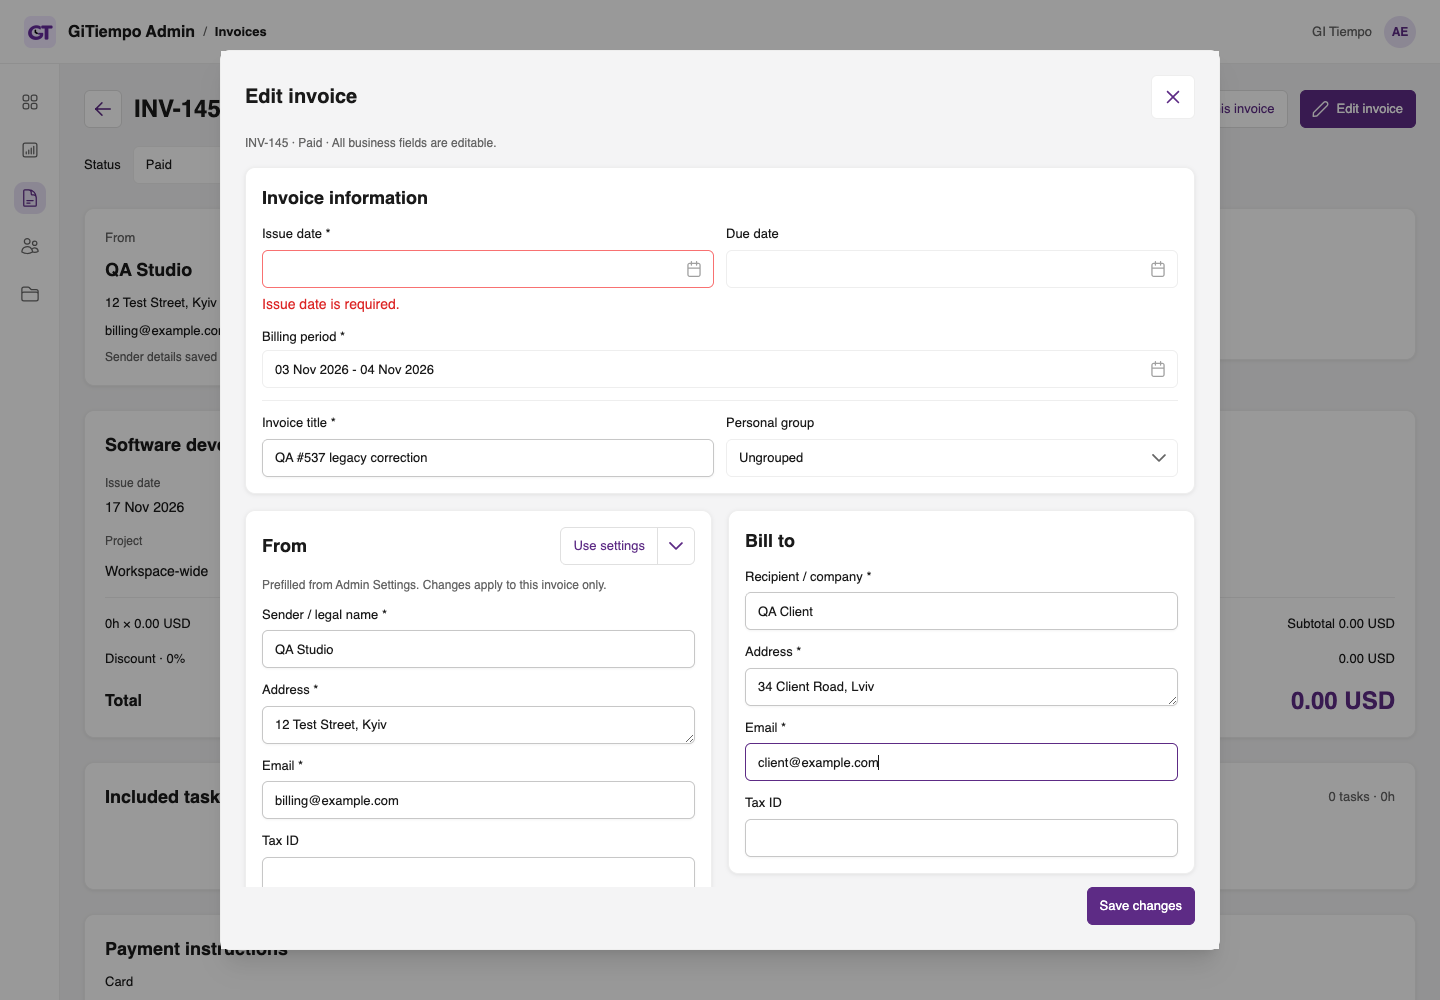 GT GiTiempo Admin / Invoices
GI Tiempo AE
INV-145
is invoice
Edit invoice
Status Paid
From
QA Studio
12 Test Street, Kyiv
Sender details saved
Issue date
17 Nov 2026
Project
Workspace-wide
0h × 0.00 USD
Subtotal 0.00 USD
Discount · 0%
0.00 USD
Total
0.00 USD
Included
0 tasks · 0h
Payment instructions
Card
Edit invoice
INV-145 · Paid · All business fields are editable.
Invoice information
Issue date *
Due date
Issue date is required.
Billing period *
03 Nov 2026 - 04 Nov 2026
Invoice title *
Personal group
QA #537 legacy correction
Ungrouped
From
Use settings
Prefilled from Admin Settings. Changes apply to this invoice only.
Sender / legal name *
QA Studio
Address *
12 Test Street, Kyiv
Email *
billing@example.com
Tax ID
Bill to
Recipient / company *
QA Client
Address *
34 Client Road, Lviv
Email *
client@example.com
Tax ID
Save changes